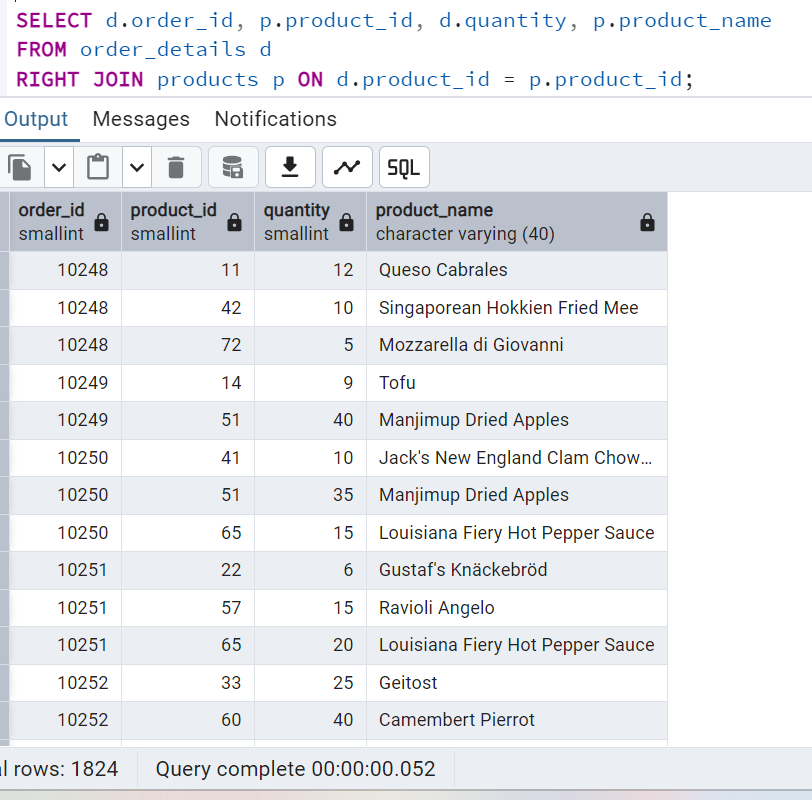 SELECT d.order_id, p.product_id, d.quantity, p.product_name
FROM order_details d
RIGHT JOIN products p ON d.product_id = p.product_id;
Output Messages Notifications
SQL
order_id product_id quantity product_name
smallint smallint smallint character varying (40)
10248 11 12 Queso Cabrales
10248 42 10 Singaporean Hokkien Fried Mee
10248 72 5 Mozzarella di Giovanni
10249 14 9 Tofu
10249 51 40 Manjimup Dried Apples
10250 41 10 Jack's New England Clam Chow…
10250 51 35 Manjimup Dried Apples
10250 65 15 Louisiana Fiery Hot Pepper Sauce
10251 22 6 Gustaf's Knäckebröd
10251 57 15 Ravioli Angelo
10251 65 20 Louisiana Fiery Hot Pepper Sauce
10252 33 25 Geitost
10252 60 40 Camembert Pierrot
l rows: 1824 Query complete 00:00:00.052